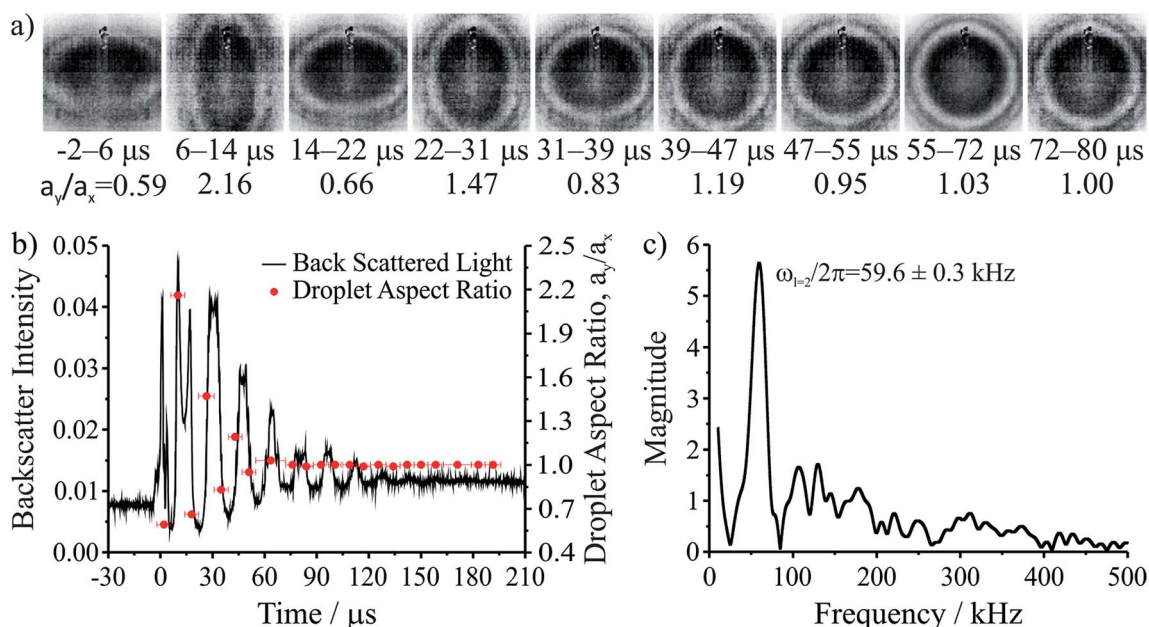 a)
-2–6 μs 6–14 μs 14–22 μs 22–31 μs 31–39 μs 39–47 μs 47–55 μs 55–72 μs 72–80 μs
a_y/a_x=0.59 2.16 0.66 1.47 0.83 1.19 0.95 1.03 1.00
b)
Backscatter Intensity
0.05
0.04
0.03
0.02
0.01
0.00
Back Scattered Light
Droplet Aspect Ratio
2.5
2.2
1.9
1.6
1.3
1.0
0.7
0.4
Droplet Aspect Ratio, a_y/a_x
-30 0 30 60 90 120 150 180 210
Time / μs
c)
Magnitude
6
5
4
3
2
1
0
ω_l=2/2π=59.6 ± 0.3 kHz
0 100 200 300 400 500
Frequency / kHz